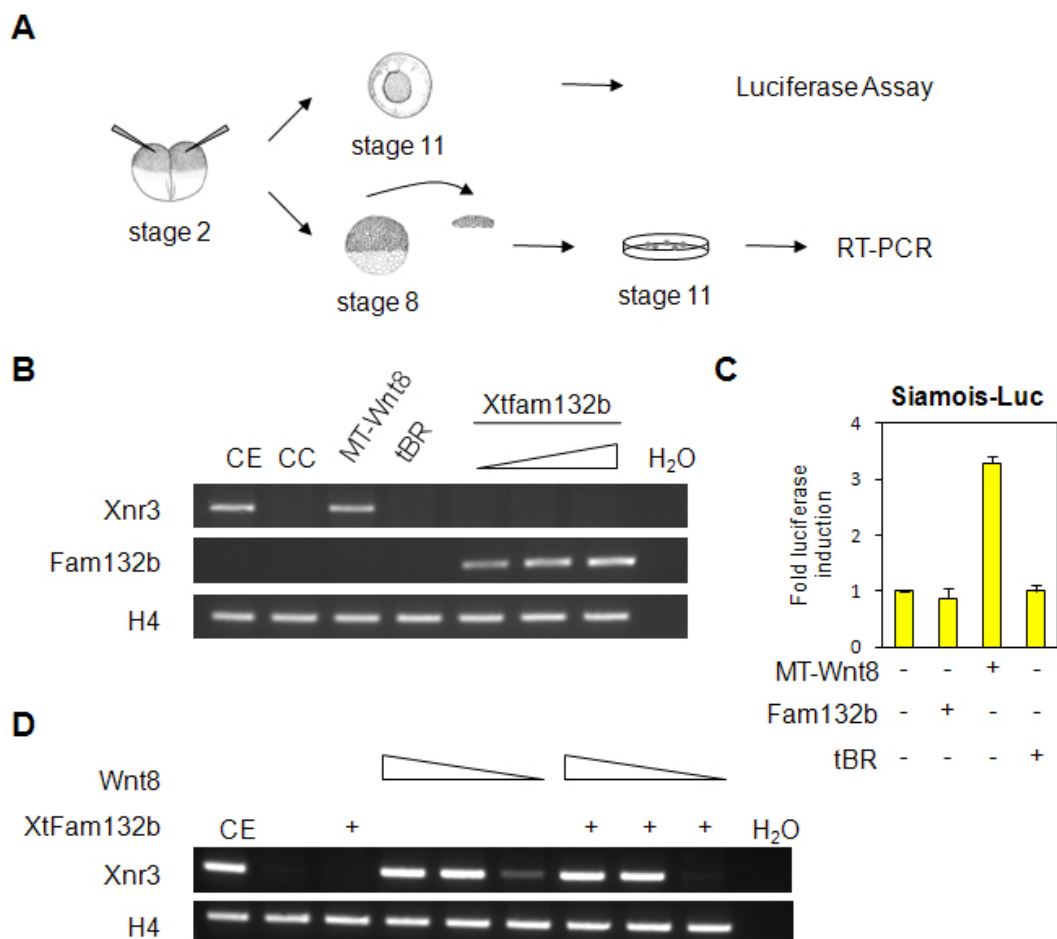 A
stage 2
stage 11
Luciferase Assay
stage 8
stage 11
RT-PCR
B
CE CC MT-Wnt8 tBR Xtfam132b H2O
Xnr3
Fam132b
H4
C
Siamois-Luc
Fold luciferase
induction
4
3
2
1
0
MT-Wnt8 - - + -
Fam132b - + - -
tBR - - - +
D
Wnt8
XtFam132b CE + + + + H2O
Xnr3
H4